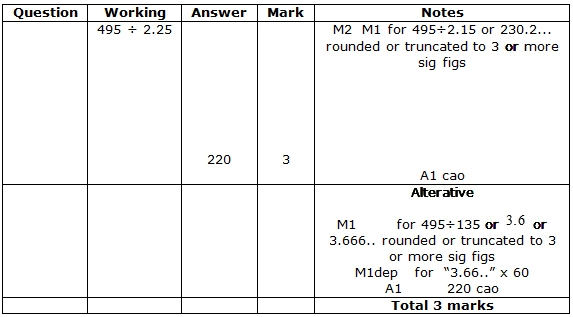 Question Working Answer Mark Notes
495 ÷ 2.25 M2 M1 for 495÷2.15 or 230.2...
rounded or truncated to 3 or more
sig figs
220 3
A1 cao
Alterative
M1 for 495÷135 or 3.6 or
3.666.. rounded or truncated to 3
or more sig figs
M1dep for “3.66..” x 60
A1 220 cao
Total 3 marks